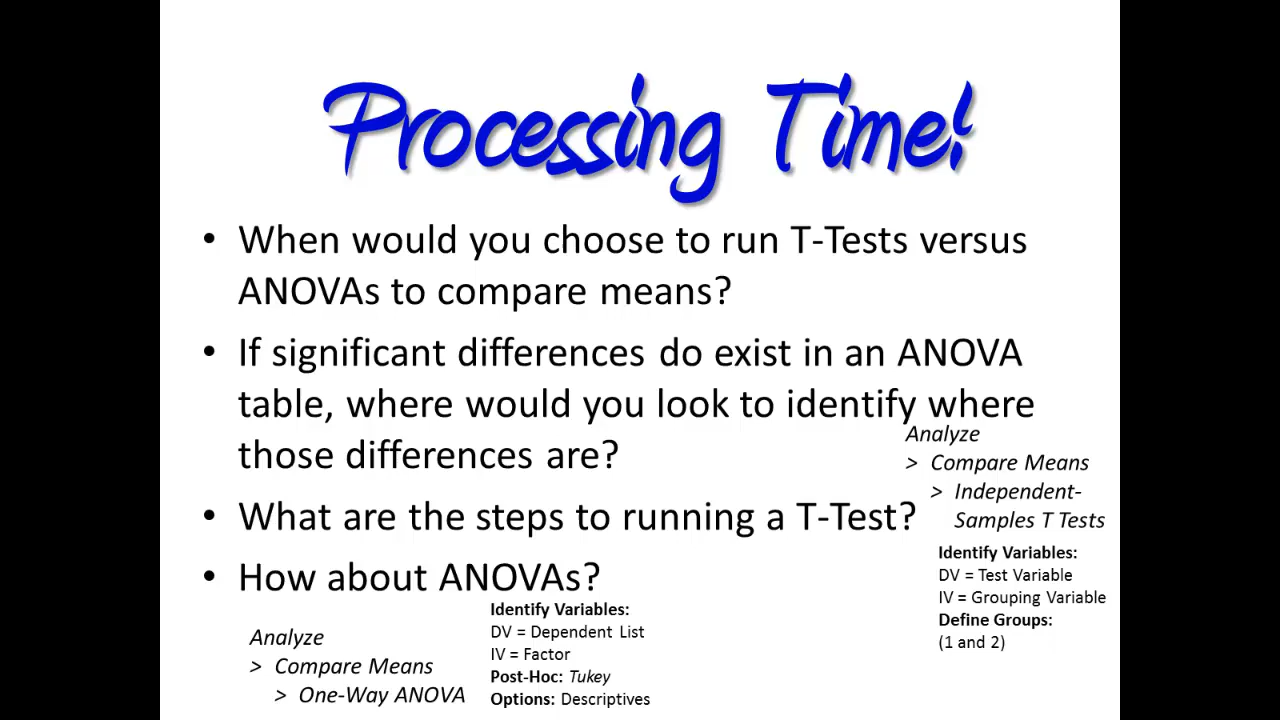 Processing Time!
• When would you choose to run T-Tests versus
ANOVAs to compare means?
• If significant differences do exist in an ANOVA
table, where would you look to identify where
those differences are?
• What are the steps to running a T-Test?
Analyze
> Compare Means
> Independent-
Samples T Tests
Identify Variables:
DV = Test Variable
IV = Grouping Variable
Define Groups:
(1 and 2)
• How about ANOVAs?
Analyze
> Compare Means
> One-Way ANOVA
Identify Variables:
DV = Dependent List
IV = Factor
Post-Hoc: Tukey
Options: Descriptives